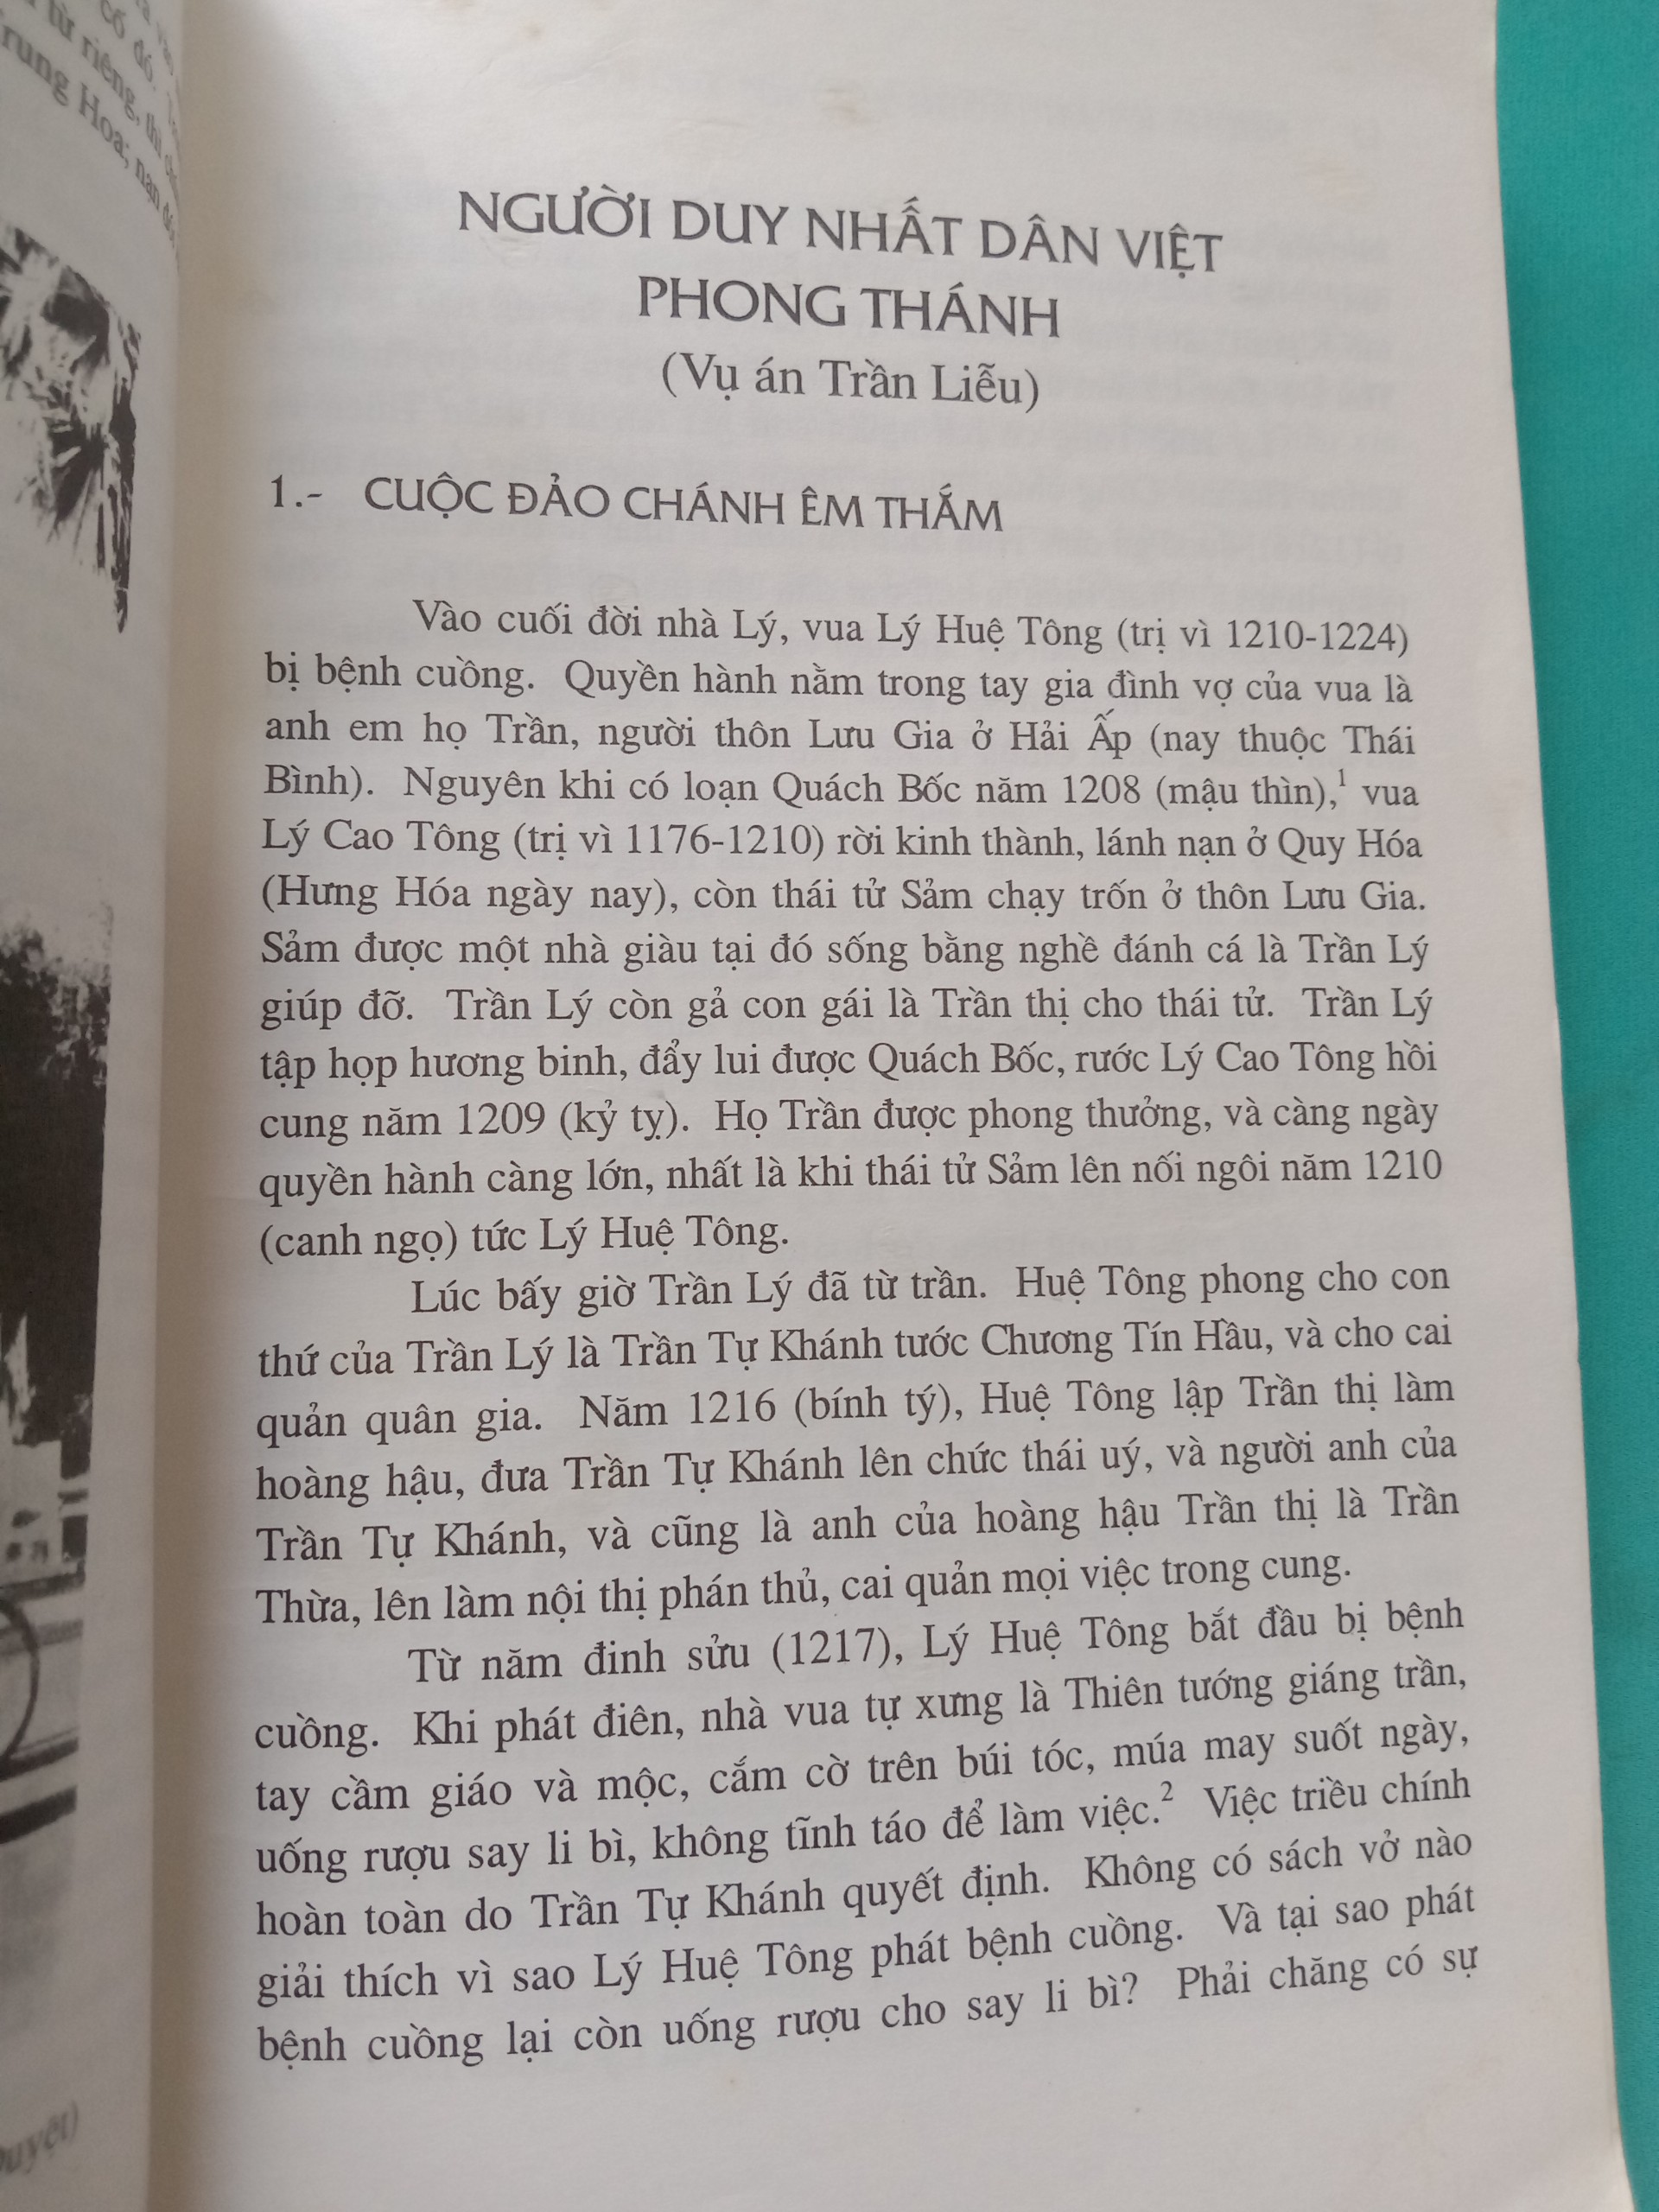 có đó.
từ riêng, thì
rung Hoa; nạn
NGƯỜI DUY NHẤT DÂN VIỆT
PHONG THÁNH
(Vụ án Trần Liễu)
1.- CUỘC ĐẢO CHÁNH ÊM THẮM
Vào cuối đời nhà Lý, vua Lý Huệ Tông (trị vì 1210-1224)
bị bệnh cuồng. Quyền hành nằm trong tay gia đình vợ của vua là
anh em họ Trần, người thôn Lưu Gia ở Hải Ấp (nay thuộc Thái
Bình). Nguyên khi có loạn Quách Bốc năm 1208 (mậu thìn),¹ vua
Lý Cao Tông (trị vì 1176-1210) rời kinh thành, lánh nạn ở Quy Hóa
(Hưng Hóa ngày nay), còn thái tử Sảm chạy trốn ở thôn Lưu Gia.
Sảm được một nhà giàu tại đó sống bằng nghề đánh cá là Trần Lý
giúp đỡ. Trần Lý còn gả con gái là Trần thị cho thái tử. Trần Lý
tập họp hương binh, đẩy lui được Quách Bốc, rước Lý Cao Tông hồi
cung năm 1209 (kỷ tỵ). Họ Trần được phong thưởng, và càng ngày
quyền hành càng lớn, nhất là khi thái tử Sảm lên nối ngôi năm 1210
(canh ngọ) tức Lý Huệ Tông.
Lúc bấy giờ Trần Lý đã từ trần. Huệ Tông phong cho con
thứ của Trần Lý là Trần Tự Khánh tước Chương Tín Hầu, và cho cai
quản quân gia. Năm 1216 (bính tý), Huệ Tông lập Trần thị làm
hoàng hậu, đưa Trần Tự Khánh lên chức thái uý, và người anh của
Trần Tự Khánh, và cũng là anh của hoàng hậu Trần thị là Trần
Thừa, lên làm nội thị phán thủ, cai quản mọi việc trong cung.
Từ năm đinh sửu (1217), Lý Huệ Tông bắt đầu bị bệnh
cuồng. Khi phát điên, nhà vua tự xưng là Thiên tướng giáng trần,
tay cầm giáo và mộc, cắm cờ trên búi tóc, múa may suốt ngày,
uống rượu say li bì, không tĩnh táo để làm việc.² Việc triều chính
hoàn toàn do Trần Tự Khánh quyết định. Không có sách vở nào
giải thích vì sao Lý Huệ Tông phát bệnh cuồng. Và tại sao phát
bệnh cuồng lại còn uống rượu cho say li bì? Phải chăng có sự